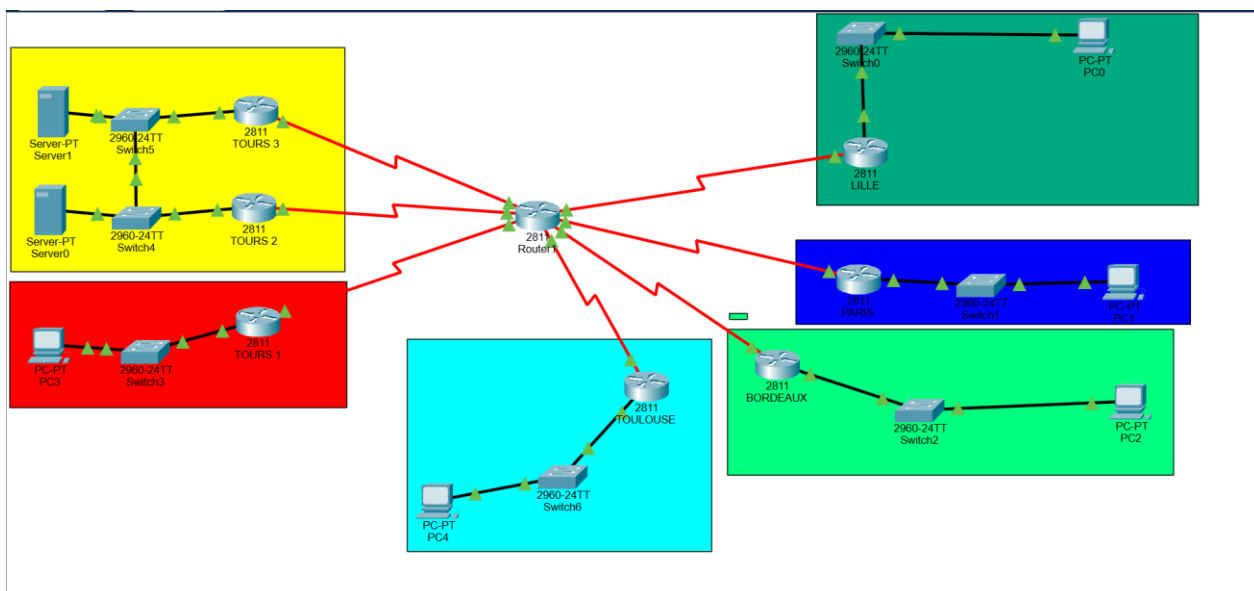 2960-24TT
Switch0
PC-PT
PC0
2811
LILLE
Server-PT
Server1
2960-24TT
Switch5
2811
TOURS 3
Server-PT
Server0
2960-24TT
Switch4
2811
TOURS 2
2811
Router1
2811
PARIS
2960-24TT
Switch1
PC-PT
PC1
PC-PT
PC3
2960-24TT
Switch3
2811
TOURS 1
2811
BORDEAUX
2960-24TT
Switch2
PC-PT
PC2
2811
TOULOUSE
2960-24TT
Switch6
PC-PT
PC4